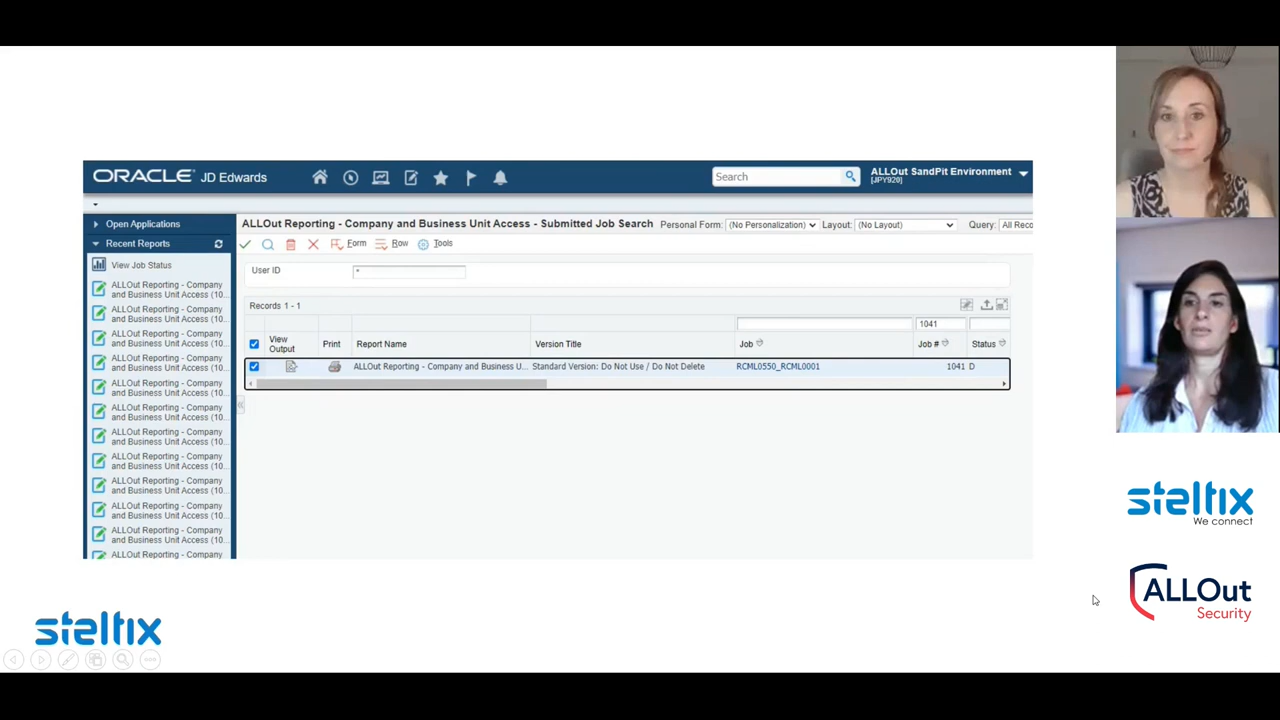 ORACLE JD Edwards
Search
ALLOut SandPit Environment
[JPY920]
Open Applications
Recent Reports
View Job Status
ALLOut Reporting - Company
and Business Unit Access (10...
ALLOut Reporting - Company
and Business Unit Access (10...
ALLOut Reporting - Company
and Business Unit Access (10...
ALLOut Reporting - Company
and Business Unit Access (10...
ALLOut Reporting - Company
and Business Unit Access (10...
ALLOut Reporting - Company
and Business Unit Access (10...
ALLOut Reporting - Company
and Business Unit Access (10...
ALLOut Reporting - Company
and Business Unit Access (10...
ALLOut Reporting - Company
and Business Unit Access (10...
ALLOut Reporting - Company
and Business Unit Access (10...
ALLOut Reporting - Company
and Business Unit Access (10...
ALLOut Reporting - Company
ALLOut Reporting - Company and Business Unit Access - Submitted Job Search Personal Form: (No Personalization) Layout: (No Layout) Query: All Reco
Form Row Tools
User ID *
Records 1 - 1
1041
View Output Print Report Name Version Title Job Job # Status
ALLOut Reporting - Company and Business U... Standard Version: Do Not Use / Do Not Delete RCML0550_RCML0001 1041 D
steltix
We connect
ALLOut
Security
steltix